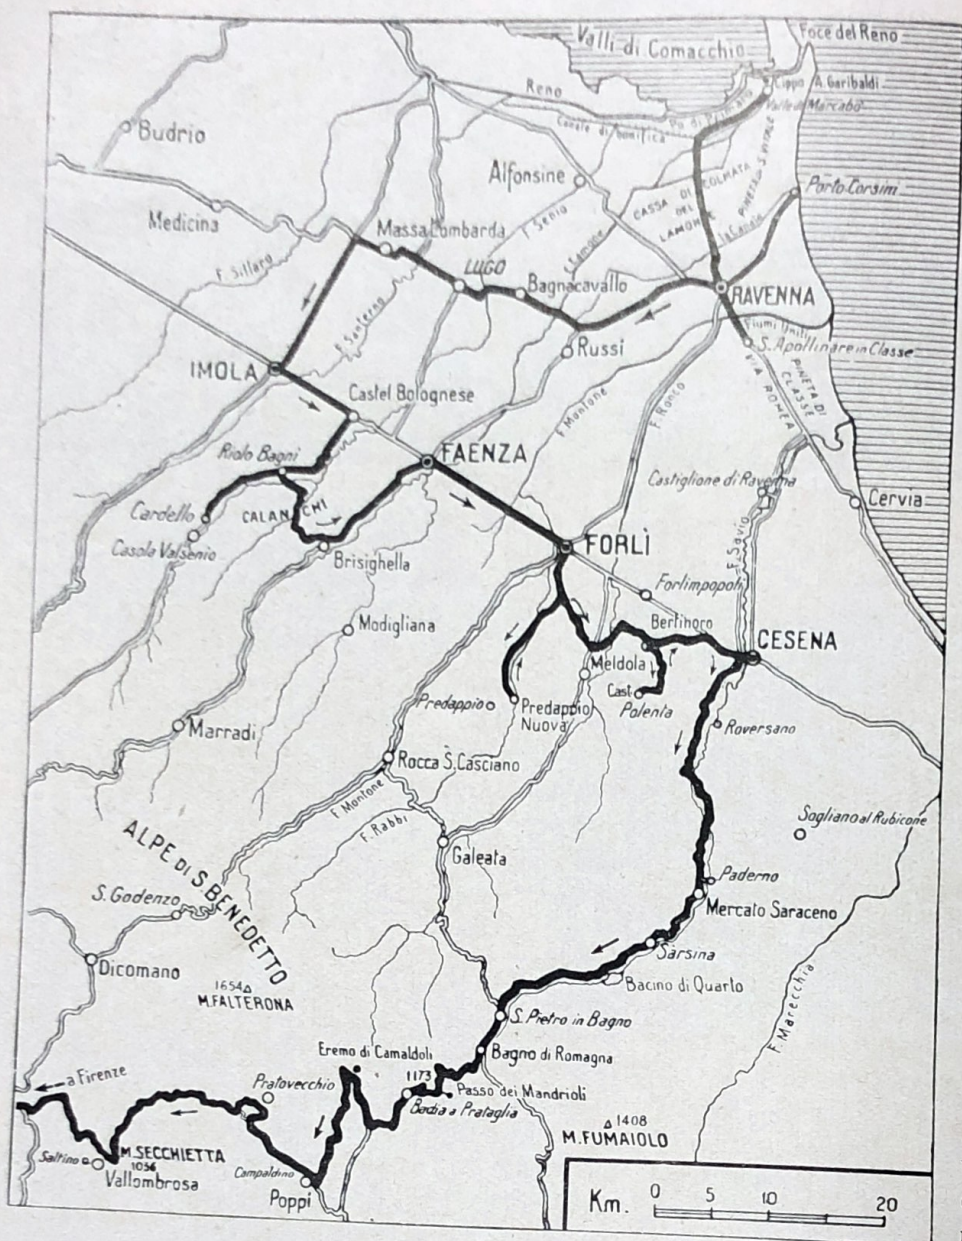 Valli di Comacchio
Foce del Reno
Cippo A. Garibaldi
Reno
Po di Primaro
Valle di Marcabò
Canale di bonifica
Budrio
Alfonsine
CASSA DI COLMATA
DEL
LAMONE
PINETA DI S. VITALE
Porto Corsini
Medicina
F. Senio
Massa Lombarda
F. Lamone
F. Sillaro
LUGO
Bagnacavallo
RAVENNA
F. Santerno
Fiumi Uniti
S. Apollinare in Classe
Russi
IMOLA
VIA ROMEA
PINETA DI
CLASSE
Castel Bolognese
F. Montone
F. Ronco
Riolo Bagni
FAENZA
Castiglione di Ravenna
Cervia
Cardello
CALANCHI
Casola Valsenio
Brisighella
F. Savio
FORLÌ
Forlimpopoli
Modigliana
Bertinoro
CESENA
Meldola
Cast.
Polenta
Predappio
Predappio
Nuova
Roversano
Marradi
Rocca S. Casciano
F. Montone
F. Rabbi
Sogliano al Rubicone
ALPE DI S. BENEDETTO
Galeata
Paderno
S. Godenzo
Mercato Saraceno
Dicomano
Sarsina
1654
M. FALTERONA
Bacino di Quarto
F. Marecchia
S. Pietro in Bagno
Eremo di Camaldoli
Bagno di Romagna
a Firenze
Pratovecchio
1173
Passo dei Mandrioli
Badia a Prataglia
1408
M. FUMAIOLO
M. SECCHIETTA
Saltino
1056
Vallombrosa
Campaldino
Poppi
Km. 0 5 10 20